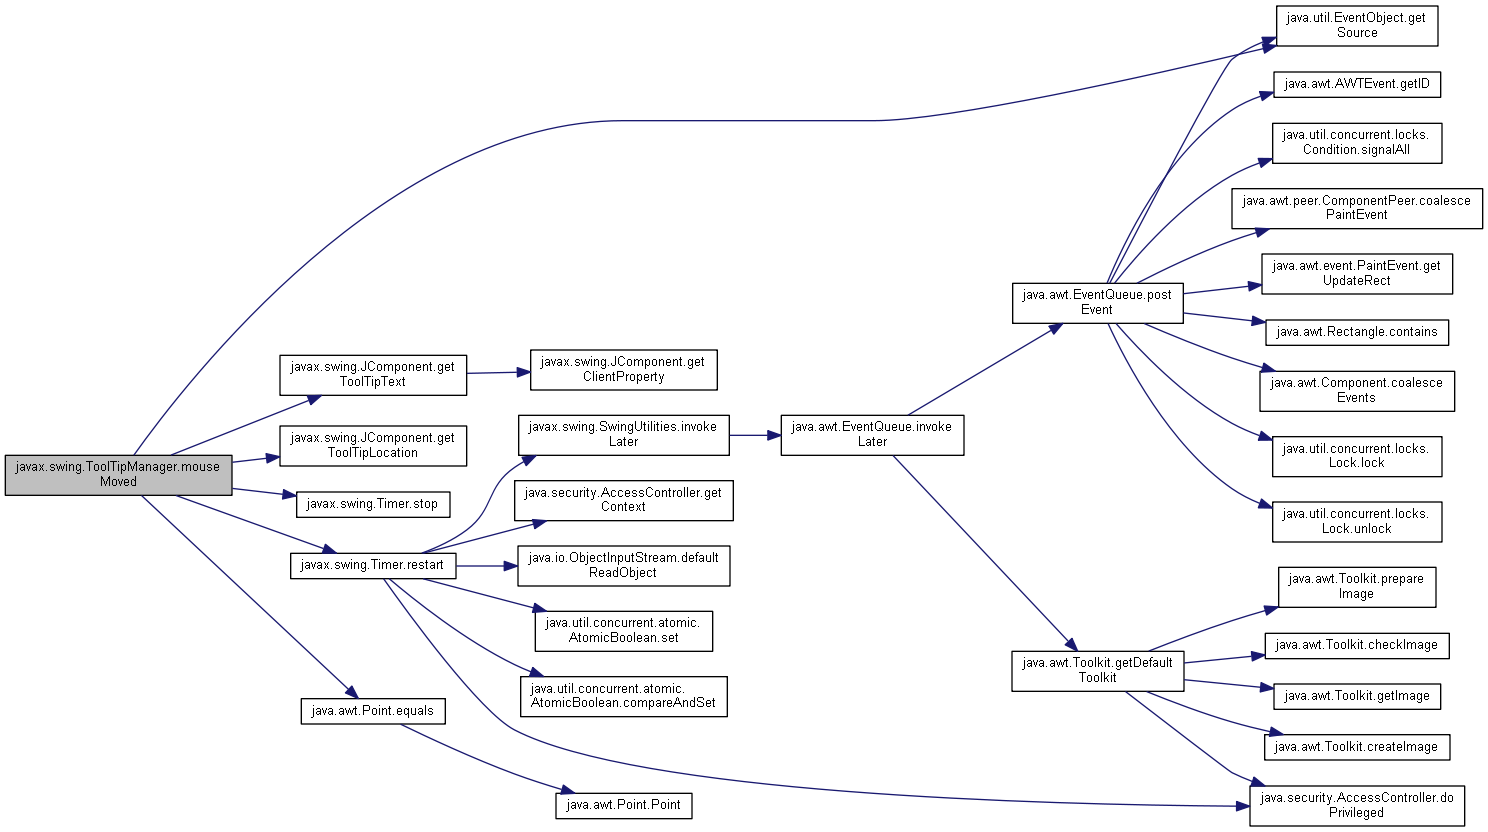 javax.swing.ToolTipManager.mouse
Moved
javax.swing.JComponent.get
ToolTipText
javax.swing.JComponent.get
ToolTipLocation
javax.swing.Timer.stop
javax.swing.Timer.restart
java.awt.Point.equals
javax.swing.JComponent.get
ClientProperty
javax.swing.SwingUtilities.invoke
Later
java.security.AccessController.get
Context
java.io.ObjectInputStream.default
ReadObject
java.util.concurrent.atomic.
AtomicBoolean.set
java.util.concurrent.atomic.
AtomicBoolean.compareAndSet
java.awt.Point.Point
java.awt.EventQueue.invoke
Later
java.awt.EventQueue.post
Event
java.awt.Toolkit.getDefault
Toolkit
java.util.EventObject.get
Source
java.awt.AWTEvent.getID
java.util.concurrent.locks.
Condition.signalAll
java.awt.peer.ComponentPeer.coalesce
PaintEvent
java.awt.event.PaintEvent.get
UpdateRect
java.awt.Rectangle.contains
java.awt.Component.coalesce
Events
java.util.concurrent.locks.
Lock.lock
java.util.concurrent.locks.
Lock.unlock
java.awt.Toolkit.prepare
Image
java.awt.Toolkit.checkImage
java.awt.Toolkit.getImage
java.awt.Toolkit.createImage
java.security.AccessController.do
Privileged